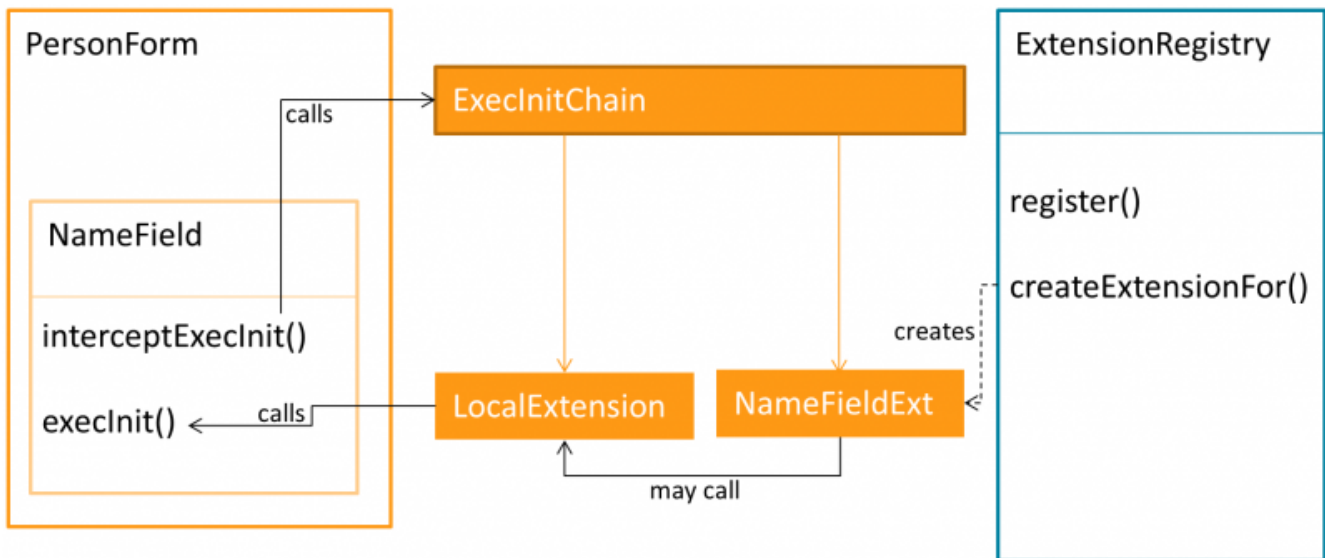 PersonForm
calls
NameField
interceptExecInit()
execInit()
calls
ExecInitChain
LocalExtension
NameFieldExt
may call
ExtensionRegistry
register()
createExtensionFor()
creates